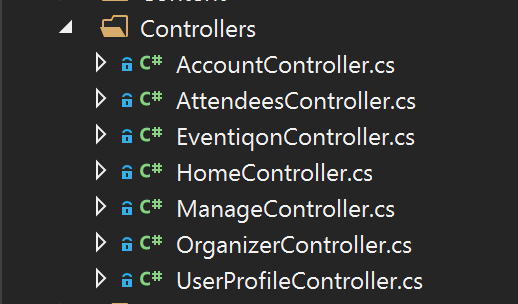 Controllers
C# AccountController.cs
C# AttendeesController.cs
C# EventiqonController.cs
C# HomeController.cs
C# ManageController.cs
C# OrganizerController.cs
C# UserProfileController.cs